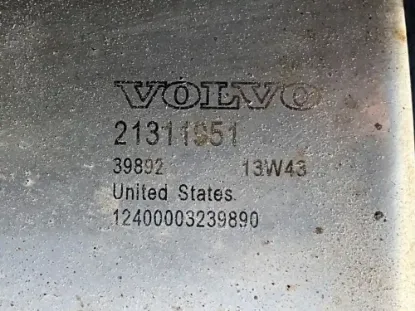 VOLVO
21311951
39892 13W43
United States
12400003239890